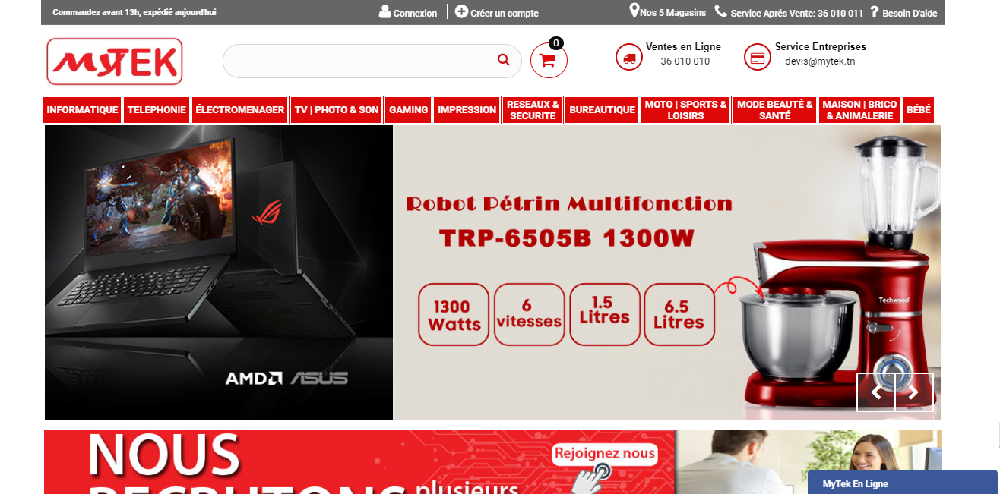 Commandez avant 13h, expédié aujourd'hui
Connexion
Créer un compte
Nos 5 Magasins
Service Aprés Vente: 36 010 011
? Besoin D'aide
MyTEK
0
Ventes en Ligne
36 010 010
Service Entreprises
devis@mytek.tn
INFORMATIQUE
TELEPHONIE
ÉLECTROMENAGER
TV | PHOTO & SON
GAMING
IMPRESSION
RESEAUX &
SECURITE
BUREAUTIQUE
MOTO | SPORTS &
LOISIRS
MODE BEAUTÉ &
SANTÉ
MAISON | BRICO
& ANIMALERIE
BÉBÉ
AMD ASUS
Robot Pétrin Multifonction
TRP-6505B 1300W
1300
Watts
6
vitesses
1.5
Litres
6.5
Litres
Techwood
NOUS
RECRUTONS plusieurs
Rejoignez nous
MyTek En Ligne